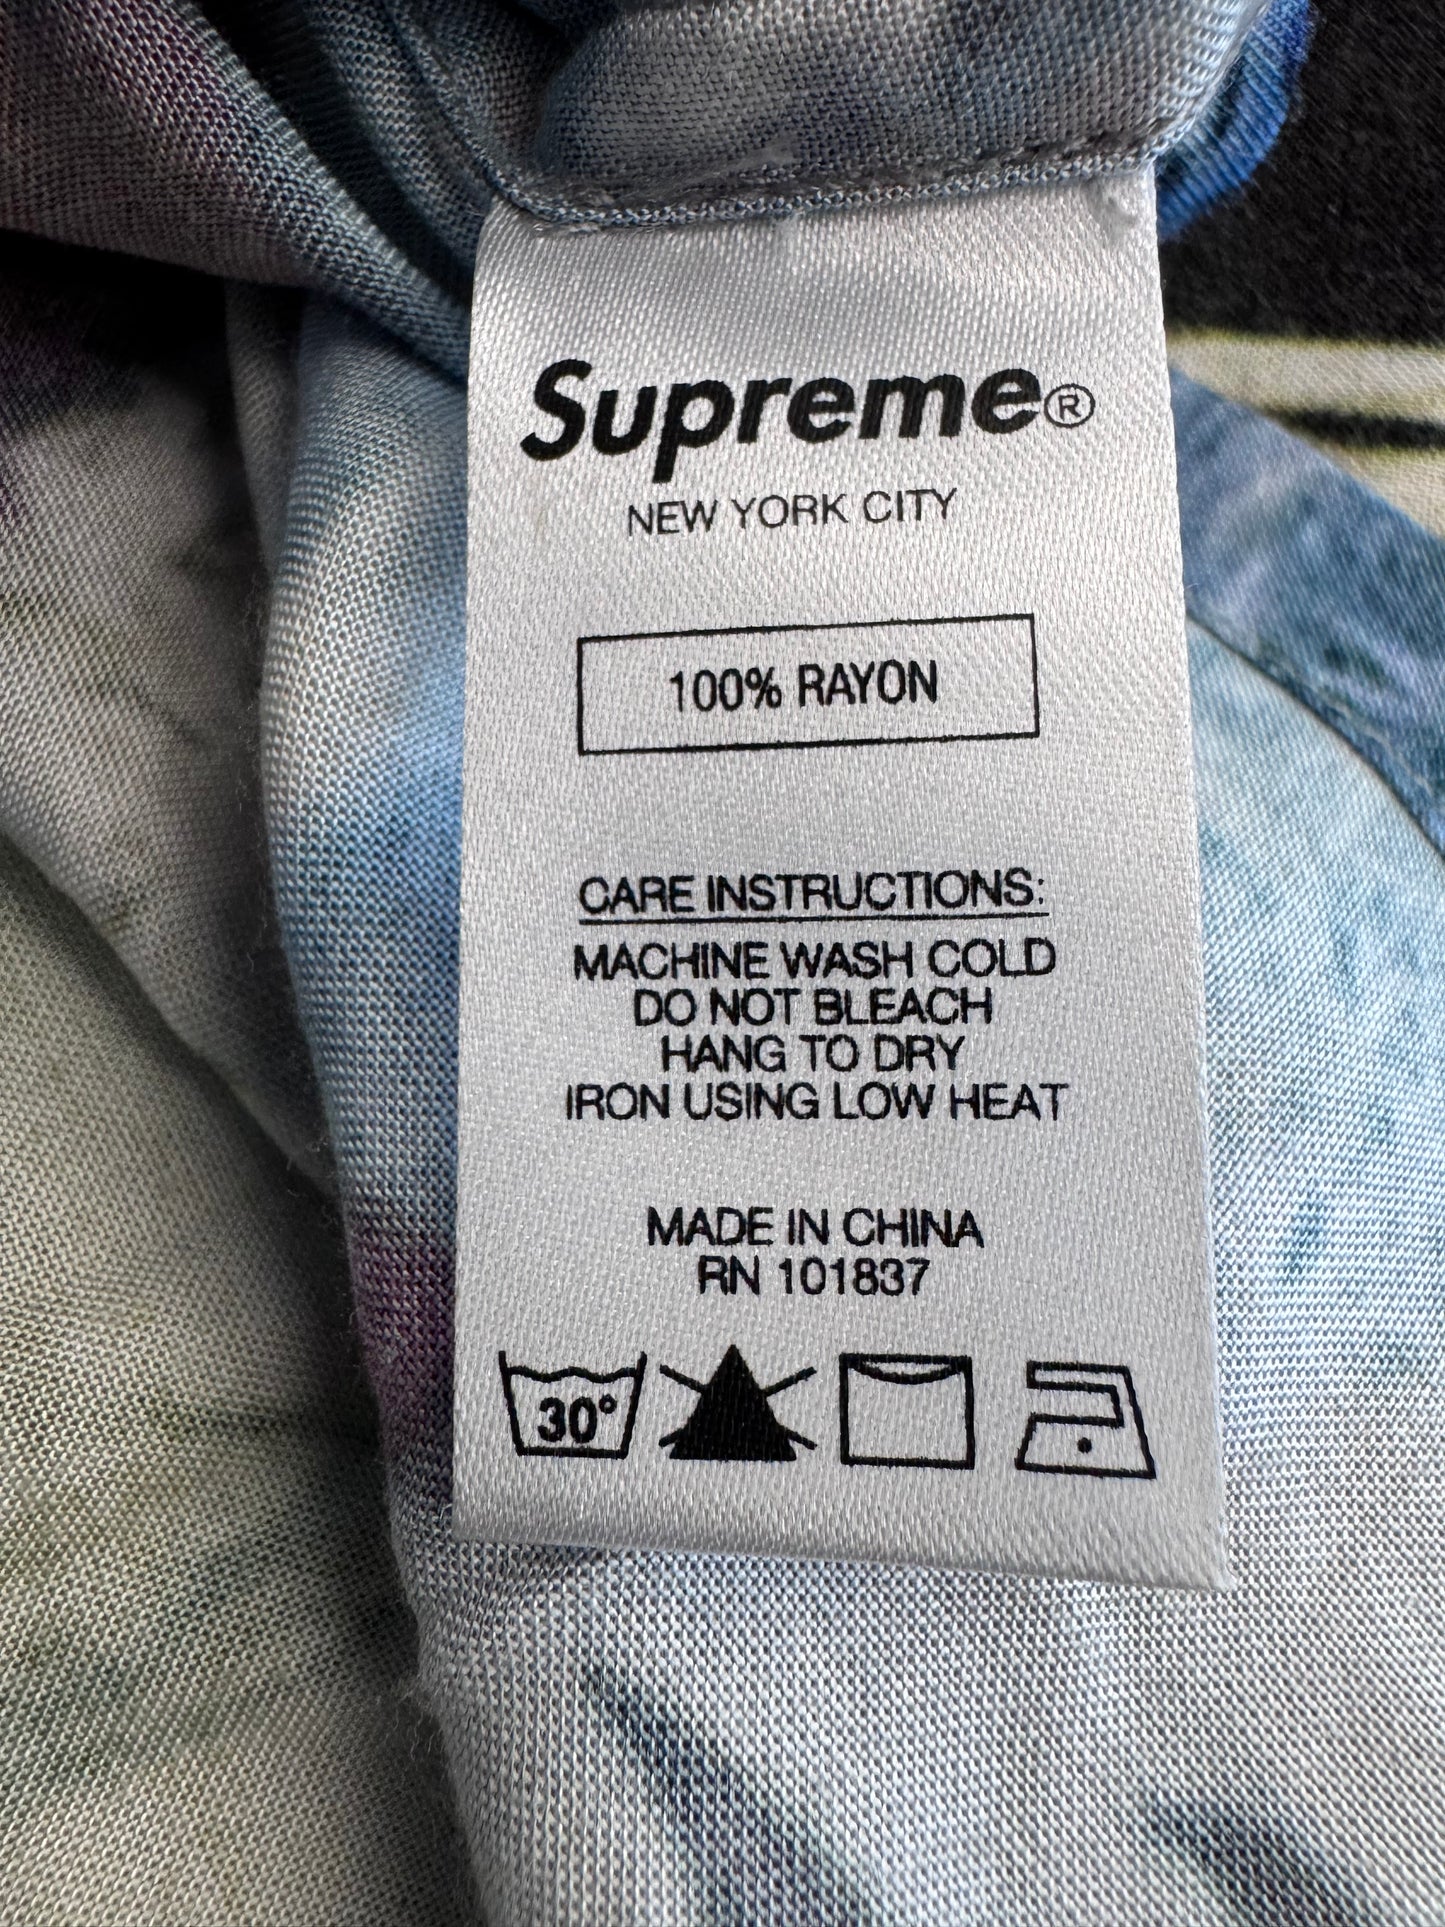 Supreme®
NEW YORK CITY
100% RAYON
CARE INSTRUCTIONS:
MACHINE WASH COLD
DO NOT BLEACH
HANG TO DRY
IRON USING LOW HEAT
MADE IN CHINA
RN 101837
30°